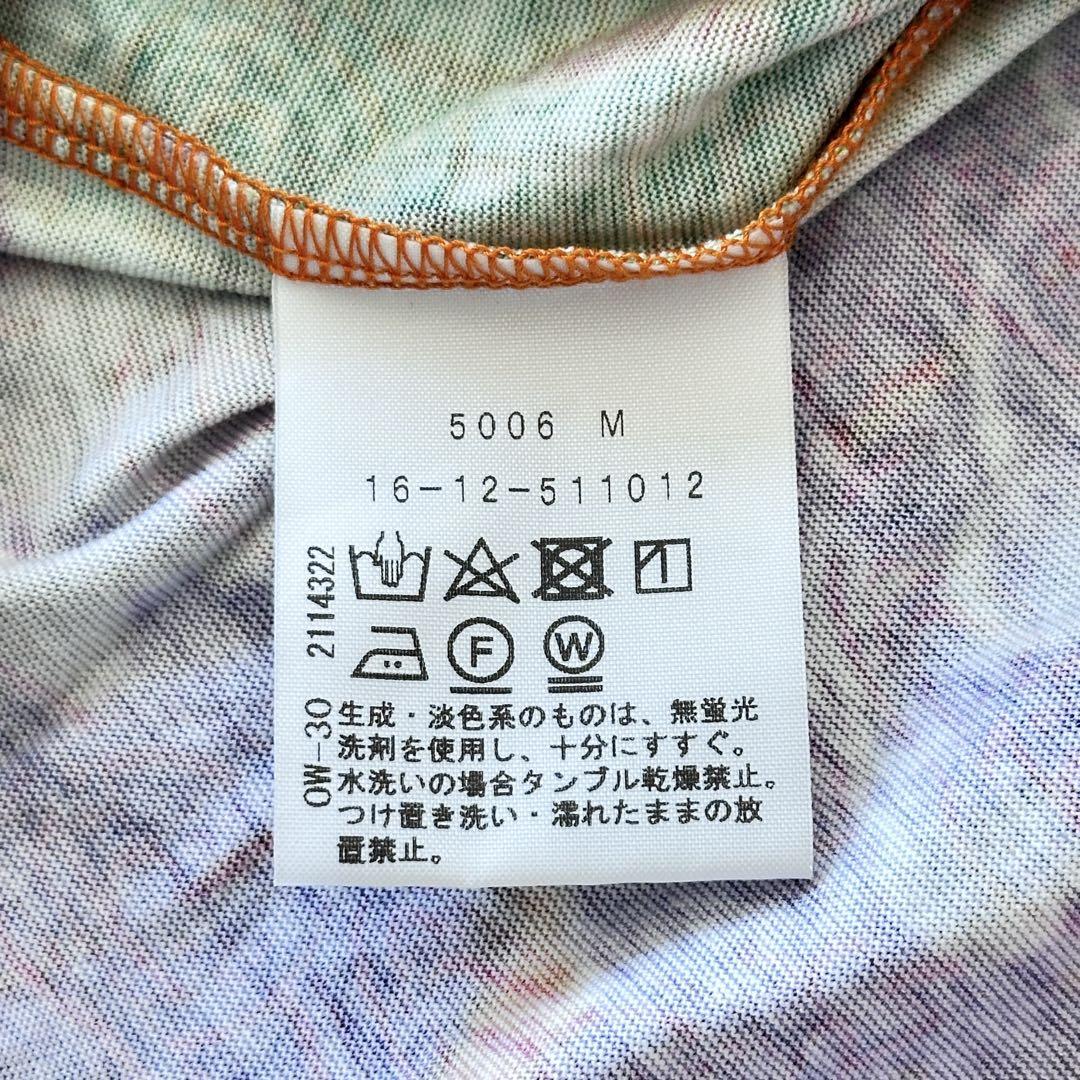 5006 M
16-12-511012
F W
生成・淡色系のものは、無蛍光
洗剤を使用し、十分にすすぐ。
水洗いの場合タンブル乾燥禁止。
つけ置き洗い・濡れたままの放
置禁止。
OW-30 2114322